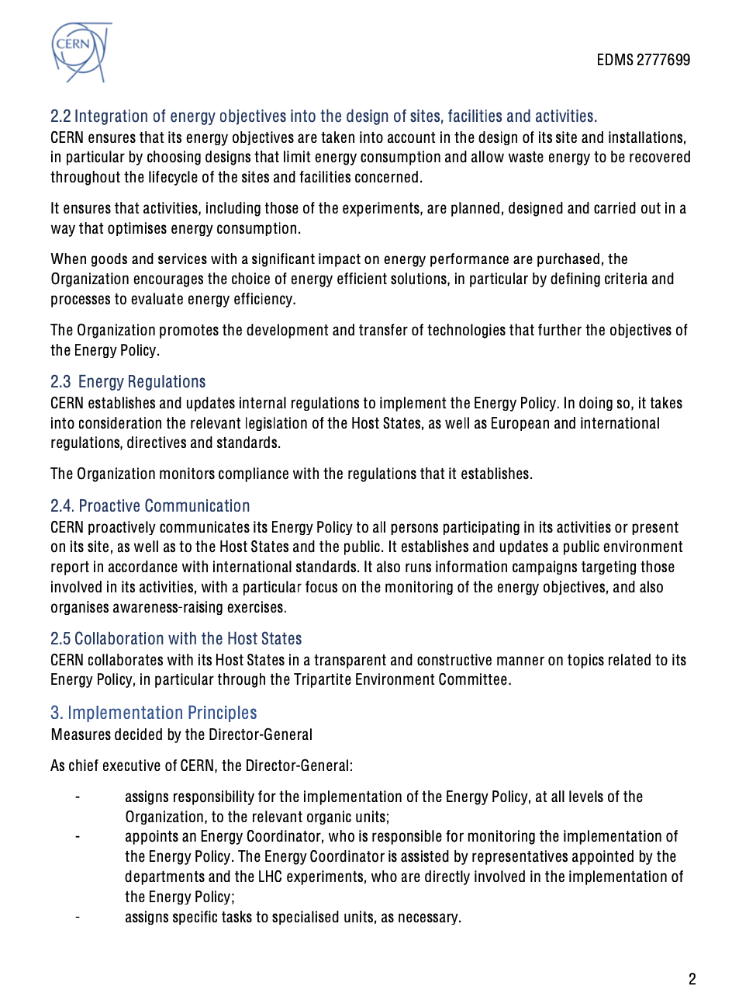 CERN
EDMS 2777699
2.2 Integration of energy objectives into the design of sites, facilities and activities.
CERN ensures that its energy objectives are taken into account in the design of its site and installations,
in particular by choosing designs that limit energy consumption and allow waste energy to be recovered
throughout the lifecycle of the sites and facilities concerned.
It ensures that activities, including those of the experiments, are planned, designed and carried out in a
way that optimises energy consumption.
When goods and services with a significant impact on energy performance are purchased, the
Organization encourages the choice of energy efficient solutions, in particular by defining criteria and
processes to evaluate energy efficiency.
The Organization promotes the development and transfer of technologies that further the objectives of
the Energy Policy.
2.3 Energy Regulations
CERN establishes and updates internal regulations to implement the Energy Policy. In doing so, it takes
into consideration the relevant legislation of the Host States, as well as European and international
regulations, directives and standards.
The Organization monitors compliance with the regulations that it establishes.
2.4. Proactive Communication
CERN proactively communicates its Energy Policy to all persons participating in its activities or present
on its site, as well as to the Host States and the public. It establishes and updates a public environment
report in accordance with international standards. It also runs information campaigns targeting those
involved in its activities, with a particular focus on the monitoring of the energy objectives, and also
organises awareness-raising exercises.
2.5 Collaboration with the Host States
CERN collaborates with its Host States in a transparent and constructive manner on topics related to its
Energy Policy, in particular through the Tripartite Environment Committee.
3. Implementation Principles
Measures decided by the Director-General
As chief executive of CERN, the Director-General:
- assigns responsibility for the implementation of the Energy Policy, at all levels of the
Organization, to the relevant organic units;
- appoints an Energy Coordinator, who is responsible for monitoring the implementation of
the Energy Policy. The Energy Coordinator is assisted by representatives appointed by the
departments and the LHC experiments, who are directly involved in the implementation of
the Energy Policy;
- assigns specific tasks to specialised units, as necessary.
2